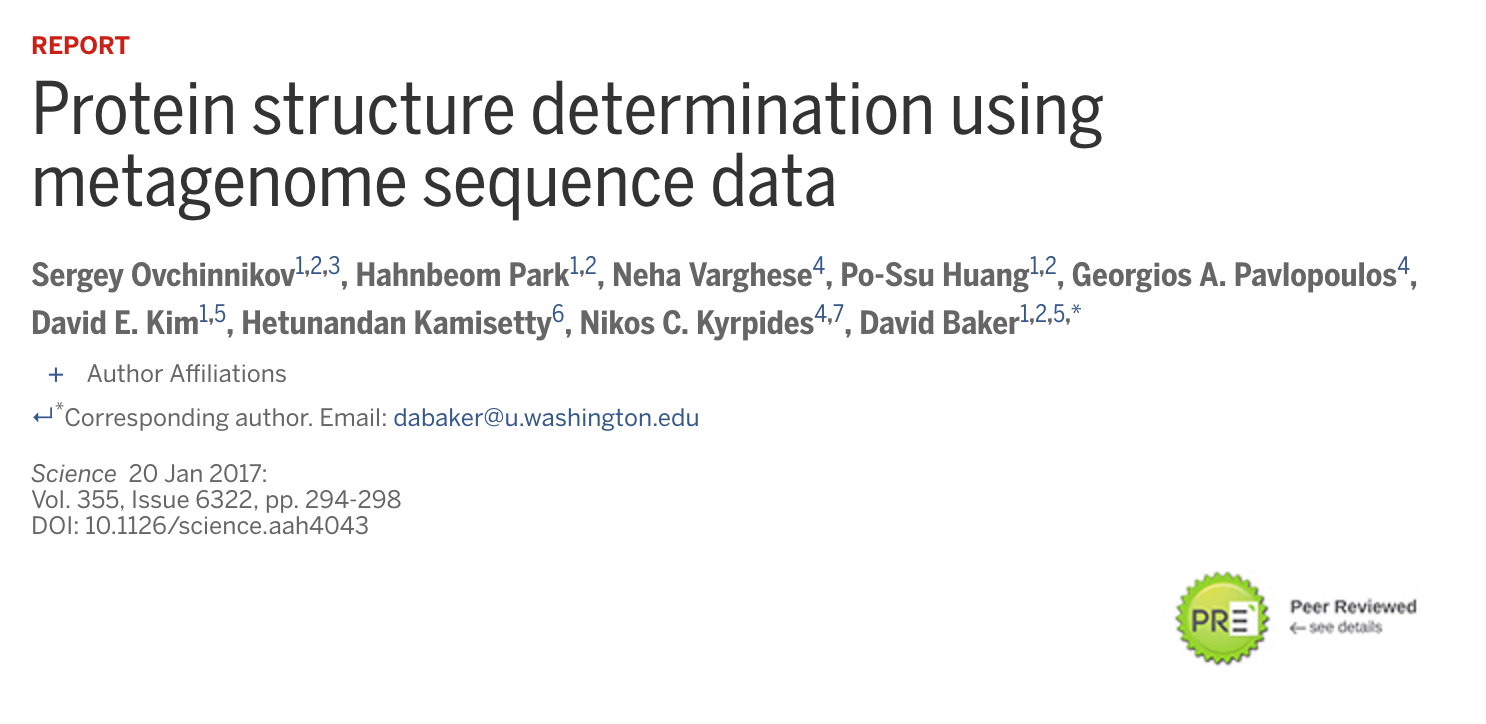 REPORT
Protein structure determination using
metagenome sequence data
Sergey Ovchinnikov1,2,3, Hahnbeom Park1,2, Neha Varghese4, Po-Ssu Huang1,2, Georgios A. Pavlopoulos4,
David E. Kim1,5, Hetunandan Kamisetty6, Nikos C. Kyrpides4,7, David Baker1,2,5,*
+ Author Affiliations
↵*Corresponding author. Email: dabaker@u.washington.edu
Science 20 Jan 2017:
Vol. 355, Issue 6322, pp. 294-298
DOI: 10.1126/science.aah4043
PRE
Peer Reviewed
← see details